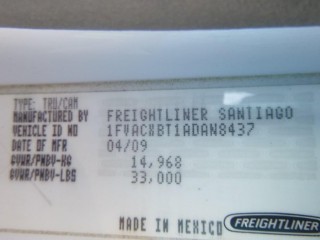 TYPE: TRU/CAM
MANUFACTURED BY FREIGHTLINER SANTIAGO
VEHICLE ID NO 1FVACXBT1ADAN8437
DATE OF MFR 04/09
GVWR/PNBV-KG 14,968
GVWR/PNBV-LBS 33,000
MADE IN MEXICO FREIGHTLINER